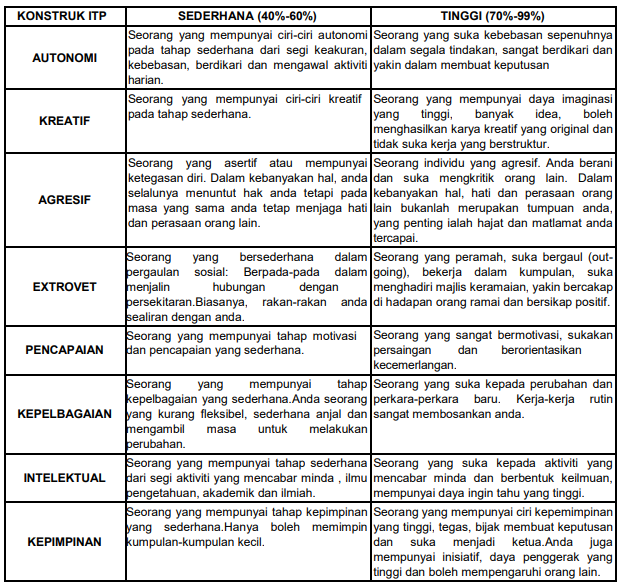 KONSTRUK ITP
SEDERHANA (40%-60%)
TINGGI (70%-99%)
AUTONOMI
Seorang yang mempunyai ciri-ciri autonomi
pada tahap sederhana dari segi keakuran,
kebebasan, berdikari dan mengawal aktiviti
harian.
Seorang yang suka kebebasan sepenuhnya
dalam segala tindakan, sangat berdikari dan
yakin dalam membuat keputusan
KREATIF
Seorang yang mempunyai ciri-ciri kreatif
pada tahap sederhana.
Seorang yang mempunyai daya imaginasi
yang tinggi, banyak idea, boleh
menghasilkan karya kreatif yang original dan
tidak suka kerja yang berstruktur.
AGRESIF
Seorang yang asertif atau mempunyai
ketegasan diri. Dalam kebanyakan hal, anda
selalunya menuntut hak anda tetapi pada
masa yang sama anda tetap menjaga hati
dan perasaan orang lain.
Seorang individu yang agresif. Anda berani
dan suka mengkritik orang lain. Dalam
kebanyakan hal, hati dan perasaan orang
lain bukanlah merupakan tumpuan anda,
yang penting ialah hajat dan matlamat anda
tercapai.
EXTROVET
Seorang yang bersederhana dalam
pergaulan sosial: Berpada-pada dalam
menjalin hubungan dengan
persekitaran.Biasanya, rakan-rakan anda
sealiran dengan anda.
Seorang yang peramah, suka bergaul (out-
going), bekerja dalam kumpulan, suka
menghadiri majlis keramaian, yakin bercakap
di hadapan orang ramai dan bersikap positif.
PENCAPAIAN
Seorang yang mempunyai tahap motivasi
dan pencapaian yang sederhana.
Seorang yang sangat bermotivasi, sukakan
persaingan dan berorientasikan
kecemerlangan.
KEPELBAGAIAN
Seorang yang mempunyai tahap
kepelbagaian yang sederhana.Anda seorang
yang kurang fleksibel, sederhana anjal dan
mengambil masa untuk melakukan
perubahan.
Seorang yang suka kepada perubahan dan
perkara-perkara baru. Kerja-kerja rutin
sangat membosankan anda.
INTELEKTUAL
Seorang yang mempunyai tahap sederhana
dari segi aktiviti yang mencabar minda , ilmu
pengetahuan, akademik dan ilmiah.
Seorang yang suka kepada aktiviti yang
mencabar minda dan berbentuk keilmuan,
mempunyai daya ingin tahu yang tinggi.
KEPIMPINAN
Seorang yang mempunyai tahap kepimpinan
yang sederhana.Hanya boleh memimpin
kumpulan-kumpulan kecil.
Seorang yang mempunyai ciri kepemimpinan
yang tinggi, tegas, bijak membuat keputusan
dan suka menjadi ketua.Anda juga
mempunyai inisiatif, daya penggerak yang
tinggi dan boleh mempengaruhi orang lain.